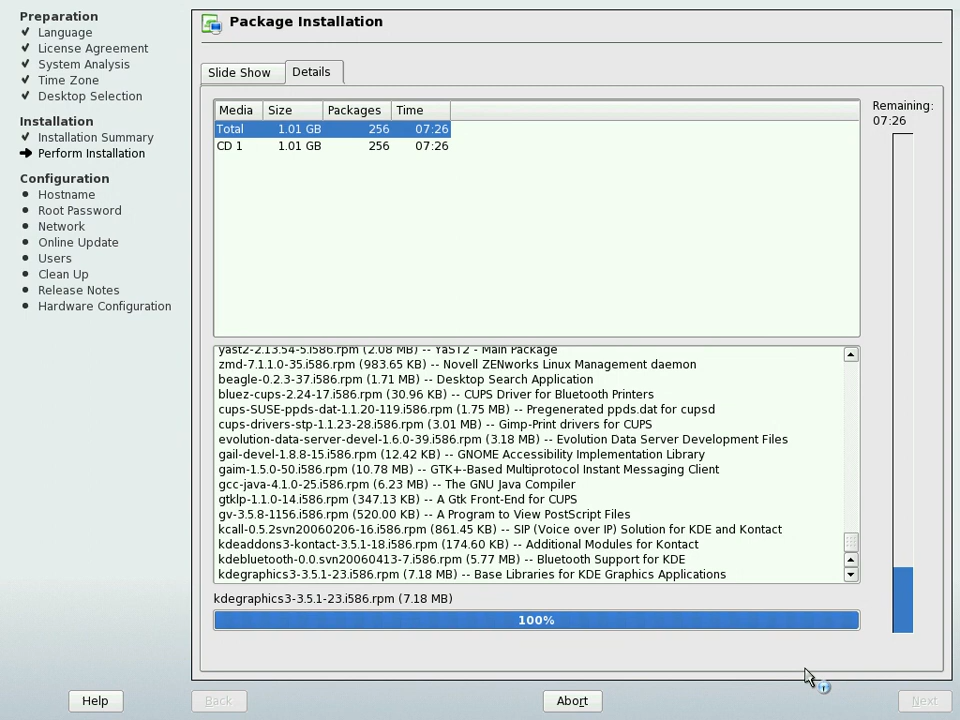 Preparation
Language
License Agreement
System Analysis
Time Zone
Desktop Selection
Installation
Installation Summary
Perform Installation
Configuration
Hostname
Root Password
Network
Online Update
Users
Clean Up
Release Notes
Hardware Configuration
Package Installation
Slide Show
Details
Media Size Packages Time
Total 1.01 GB 256 07:26
CD 1 1.01 GB 256 07:26
Remaining:
07:26
yast2-2.13.54-5.i586.rpm (2.08 MB) -- YaST2 - Main Package
zmd-7.1.1.0-35.i586.rpm (983.65 KB) -- Novell ZENworks Linux Management daemon
beagle-0.2.3-37.i586.rpm (1.71 MB) -- Desktop Search Application
bluez-cups-2.24-17.i586.rpm (30.96 KB) -- CUPS Driver for Bluetooth Printers
cups-SUSE-ppds-dat-1.1.20-119.i586.rpm (1.75 MB) -- Pregenerated ppds.dat for cupsd
cups-drivers-stp-1.1.23-28.i586.rpm (3.01 MB) -- Gimp-Print drivers for CUPS
evolution-data-server-devel-1.6.0-39.i586.rpm (3.18 MB) -- Evolution Data Server Development Files
gail-devel-1.8.8-15.i586.rpm (12.42 KB) -- GNOME Accessibility Implementation Library
gaim-1.5.0-50.i586.rpm (10.78 MB) -- GTK+-Based Multiprotocol Instant Messaging Client
gcc-java-4.1.0-25.i586.rpm (6.23 MB) -- The GNU Java Compiler
gtklp-1.1.0-14.i586.rpm (347.13 KB) -- A Gtk Front-End for CUPS
gv-3.5.8-1156.i586.rpm (520.00 KB) -- A Program to View PostScript Files
kcall-0.5.2svn20060206-16.i586.rpm (861.45 KB) -- SIP (Voice over IP) Solution for KDE and Kontact
kdeaddons3-kontact-3.5.1-18.i586.rpm (174.60 KB) -- Additional Modules for Kontact
kdebluetooth-0.0.svn20060413-7.i586.rpm (5.77 MB) -- Bluetooth Support for KDE
kdegraphics3-3.5.1-23.i586.rpm (7.18 MB) -- Base Libraries for KDE Graphics Applications
kdegraphics3-3.5.1-23.i586.rpm (7.18 MB)
100%
Help
Back
Abort
Next